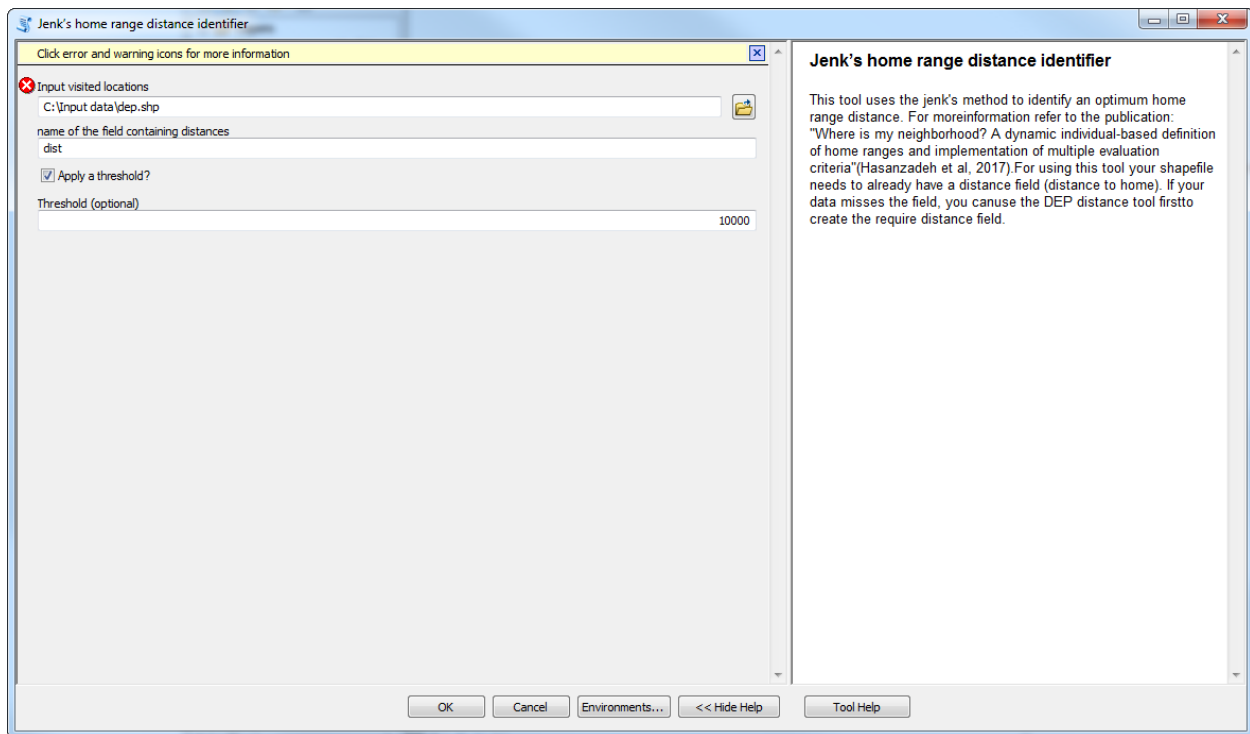 Jenk's home range distance identifier
Click error and warning icons for more information
Input visited locations
C:\Input data\dep.shp
name of the field containing distances
dist
Apply a threshold?
Threshold (optional)
10000
Jenk's home range distance identifier
This tool uses the jenk's method to identify an optimum home
range distance. For moreinformation refer to the publication:
"Where is my neighborhood? A dynamic individual-based definition
of home ranges and implementation of multiple evaluation
criteria"(Hasanzadeh et al, 2017).For using this tool your shapefile
needs to already have a distance field (distance to home). If your
data misses the field, you canuse the DEP distance tool firstto
create the require distance field.
OK
Cancel
Environments...
<< Hide Help
Tool Help